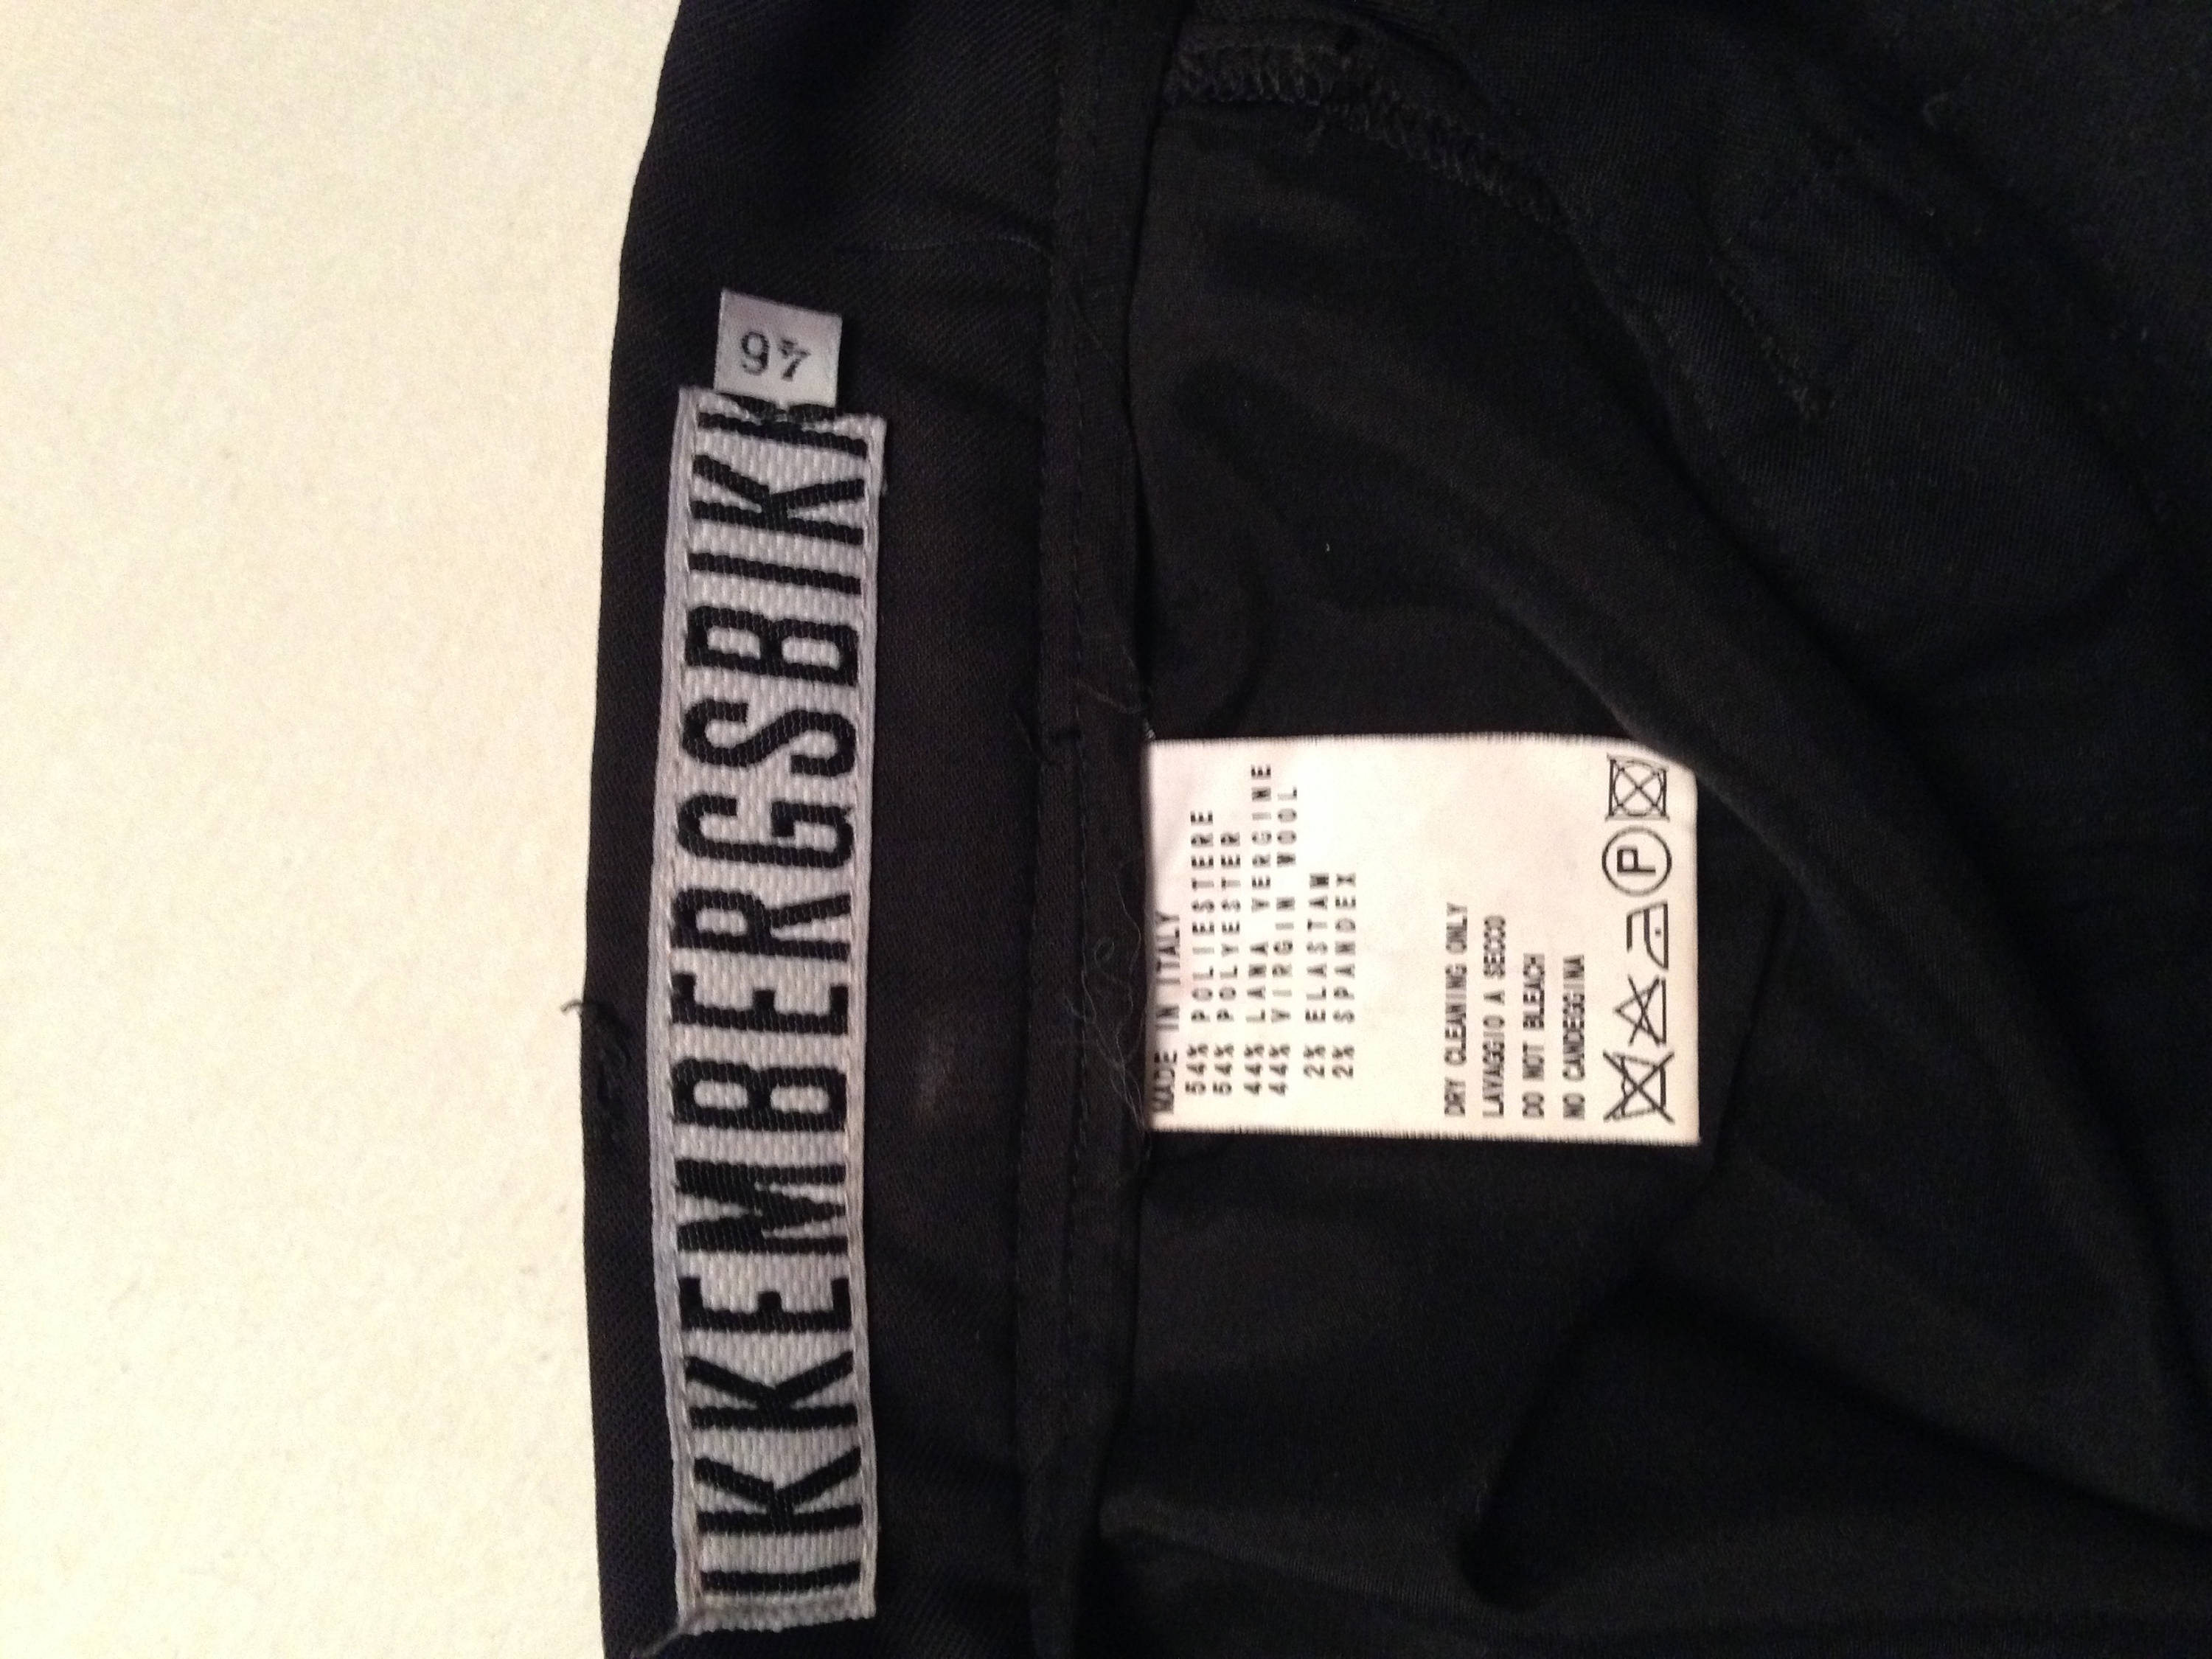 IKKEMBERGSBIKK
46
MADE IN ITALY
54% POLIESTERE
54% POLYESTER
44% LANA VERGINE
44% VIRGIN WOOL
2% ELASTAN
2% SPANDEX
DRY CLEANING ONLY
LAVAGGIO A SECCO
DO NOT BLEACH
NO CANDEGGINA
P